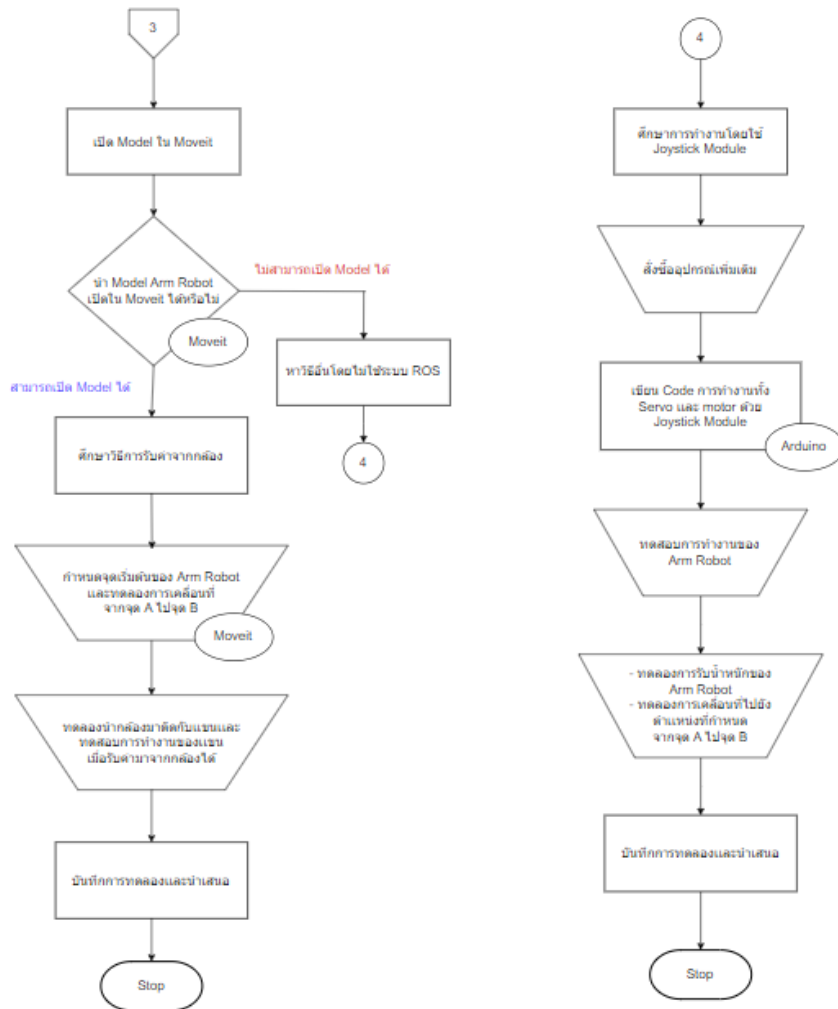 3
เปิด Model ใน Moveit
นำ Model Arm Robot
เปิดใน Moveit ได้หรือไม่
Moveit
ไม่สามารถเปิด Model ได้
หาวิธีอื่นโดยไม่ใช้ระบบ ROS
4
สามารถเปิด Model ได้
ศึกษาวิธีการรับค่าจากกล้อง
กำหนดจุดเริ่มต้นของ Arm Robot
และทดลองการเคลื่อนที่
จากจุด A ไปจุด B
Moveit
ทดลองนำกล้องมาติดกับแขนและ
ทดสอบการทำงานของแขน
เมื่อรับค่ามาจากกล้องได้
บันทึกการทดลองและนำเสนอ
Stop
4
ศึกษาการทำงานโดยใช้
Joystick Module
สั่งซื้ออุปกรณ์เพิ่มเติม
เขียน Code การทำงานทั้ง
Servo และ motor ด้วย
Joystick Module
Arduino
ทดสอบการทำงานของ
Arm Robot
- ทดลองการรับน้ำหนักของ
Arm Robot
- ทดลองการเคลื่อนที่ไปยัง
ตำแหน่งที่กำหนด
จากจุด A ไปจุด B
บันทึกการทดลองและนำเสนอ
Stop